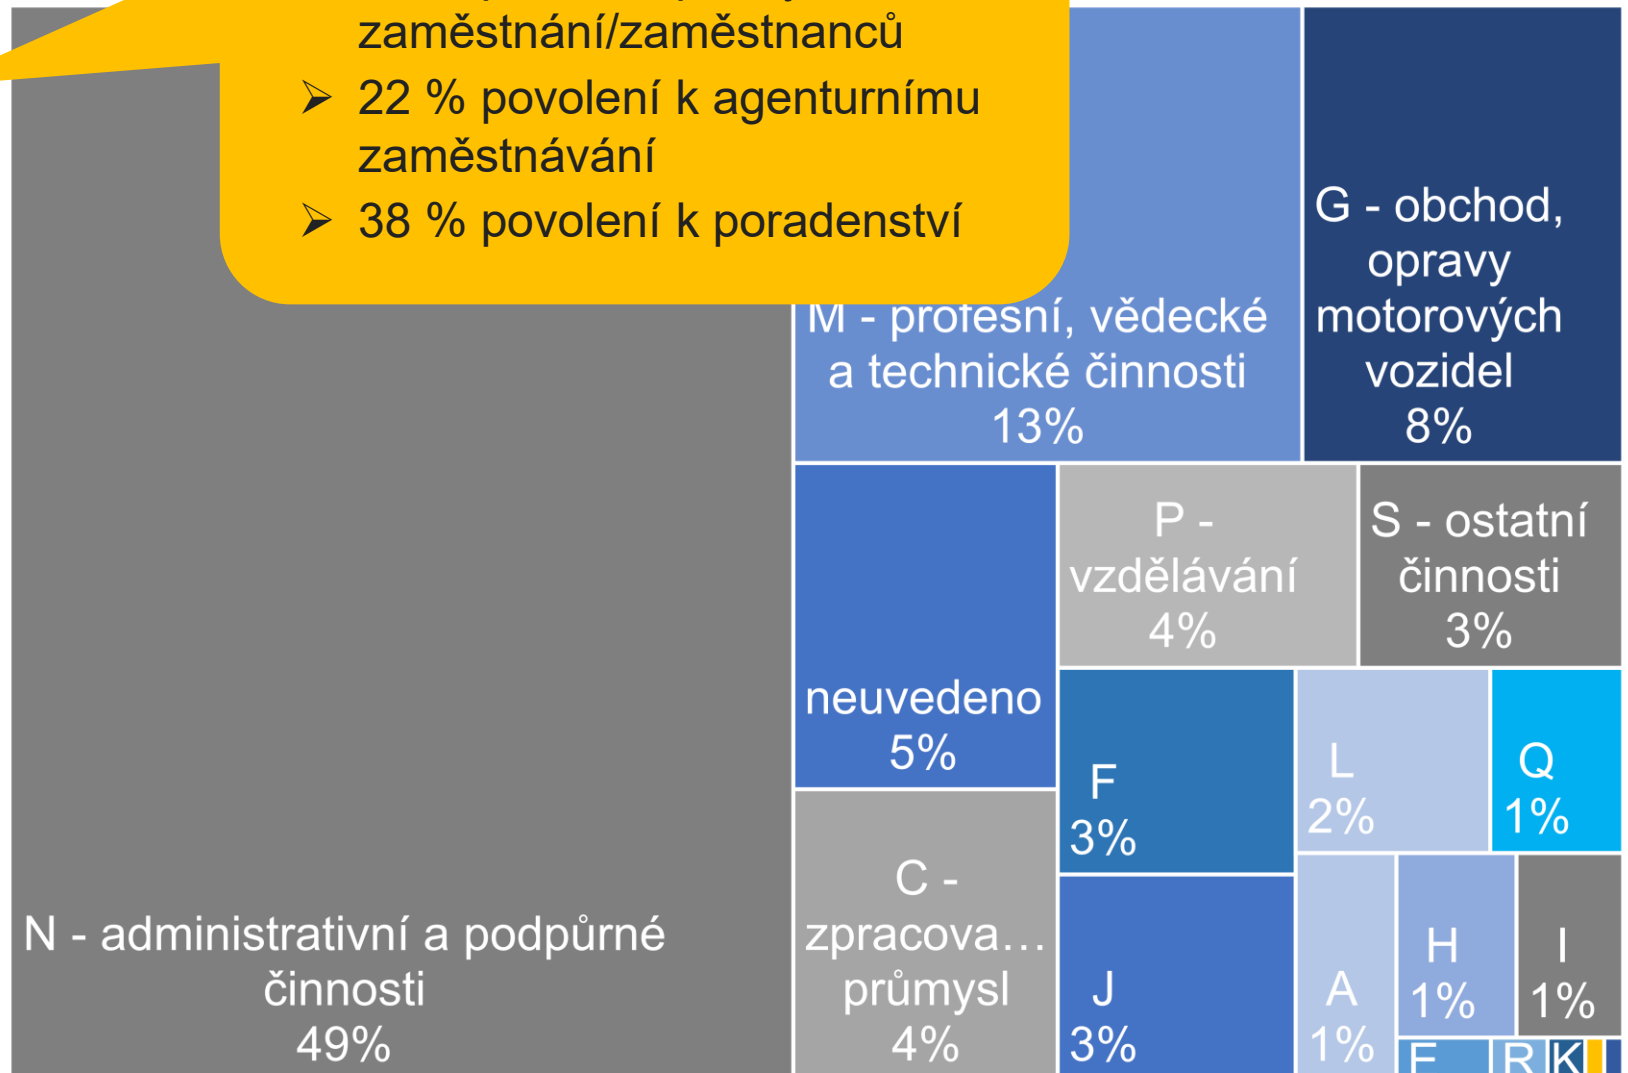 zaměstnání/zaměstnanců
➢ 22 % povolení k agenturnímu
zaměstnávání
➢ 38 % povolení k poradenství
M - profesní, vědecké
a technické činnosti
13%
G - obchod,
opravy
motorových
vozidel
8%
neuvedeno
5%
P -
vzdělávání
4%
S - ostatní
činnosti
3%
F
3%
L
2%
Q
1%
N - administrativní a podpůrné
činnosti
49%
C -
zpracova…
průmysl
4%
J
3%
A
1%
H
1%
I
1%
R
K